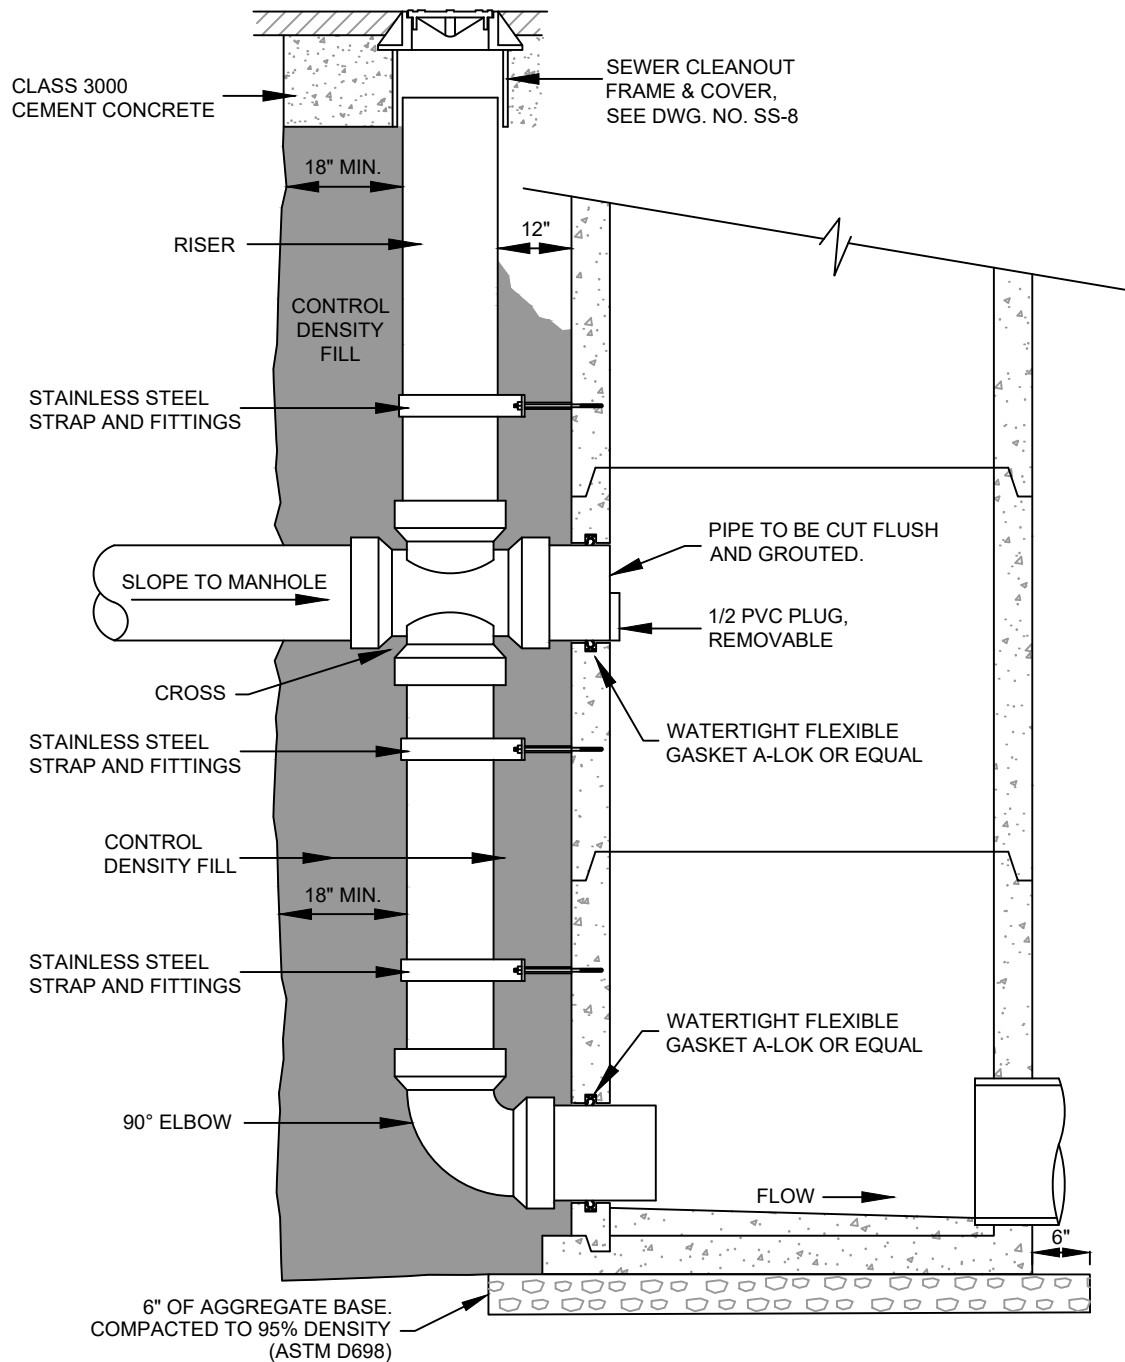 CLASS 3000
CEMENT CONCRETE
SEWER CLEANOUT
FRAME & COVER,
SEE DWG. NO. SS-8
18" MIN.
RISER
12"
CONTROL
DENSITY
FILL
STAINLESS STEEL
STRAP AND FITTINGS
PIPE TO BE CUT FLUSH
AND GROUTED.
SLOPE TO MANHOLE
1/2 PVC PLUG,
REMOVABLE
CROSS
STAINLESS STEEL
STRAP AND FITTINGS
WATERTIGHT FLEXIBLE
GASKET A-LOK OR EQUAL
CONTROL
DENSITY FILL
18" MIN.
STAINLESS STEEL
STRAP AND FITTINGS
WATERTIGHT FLEXIBLE
GASKET A-LOK OR EQUAL
90° ELBOW
FLOW
6"
6" OF AGGREGATE BASE.
COMPACTED TO 95% DENSITY
(ASTM D698)